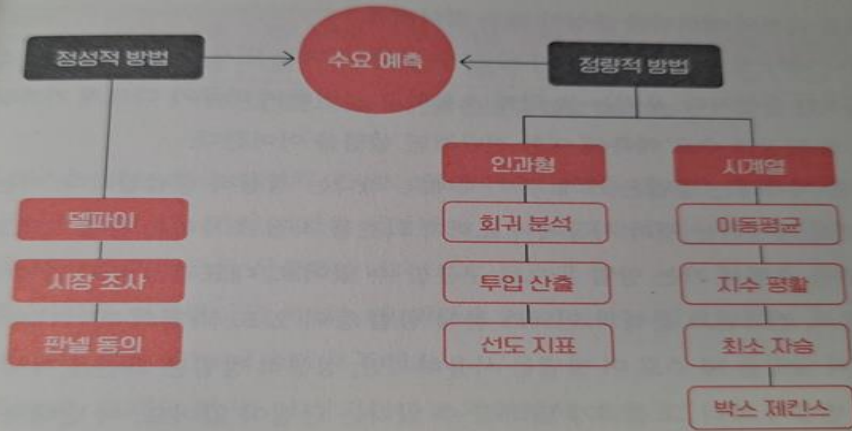 수요 예측
정성적 방법
델파이
시장 조사
판넬 동의
정량적 방법
인과형
회귀 분석
투입 산출
선도 지표
시계열
이동평균
지수 평활
최소 자승
박스 제킨스